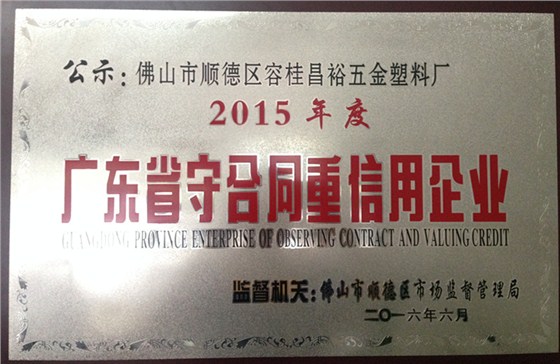 公示：佛山市顺德区容桂昌裕五金塑料厂
2015年度
广东省守合同重信用企业
GUANGDONG PROVINCE ENTERPRISE OF OBSERVING CONTRACT AND VALUING CREDIT
监督机关：佛山市顺德区市场监督管理局
二〇一六年六月